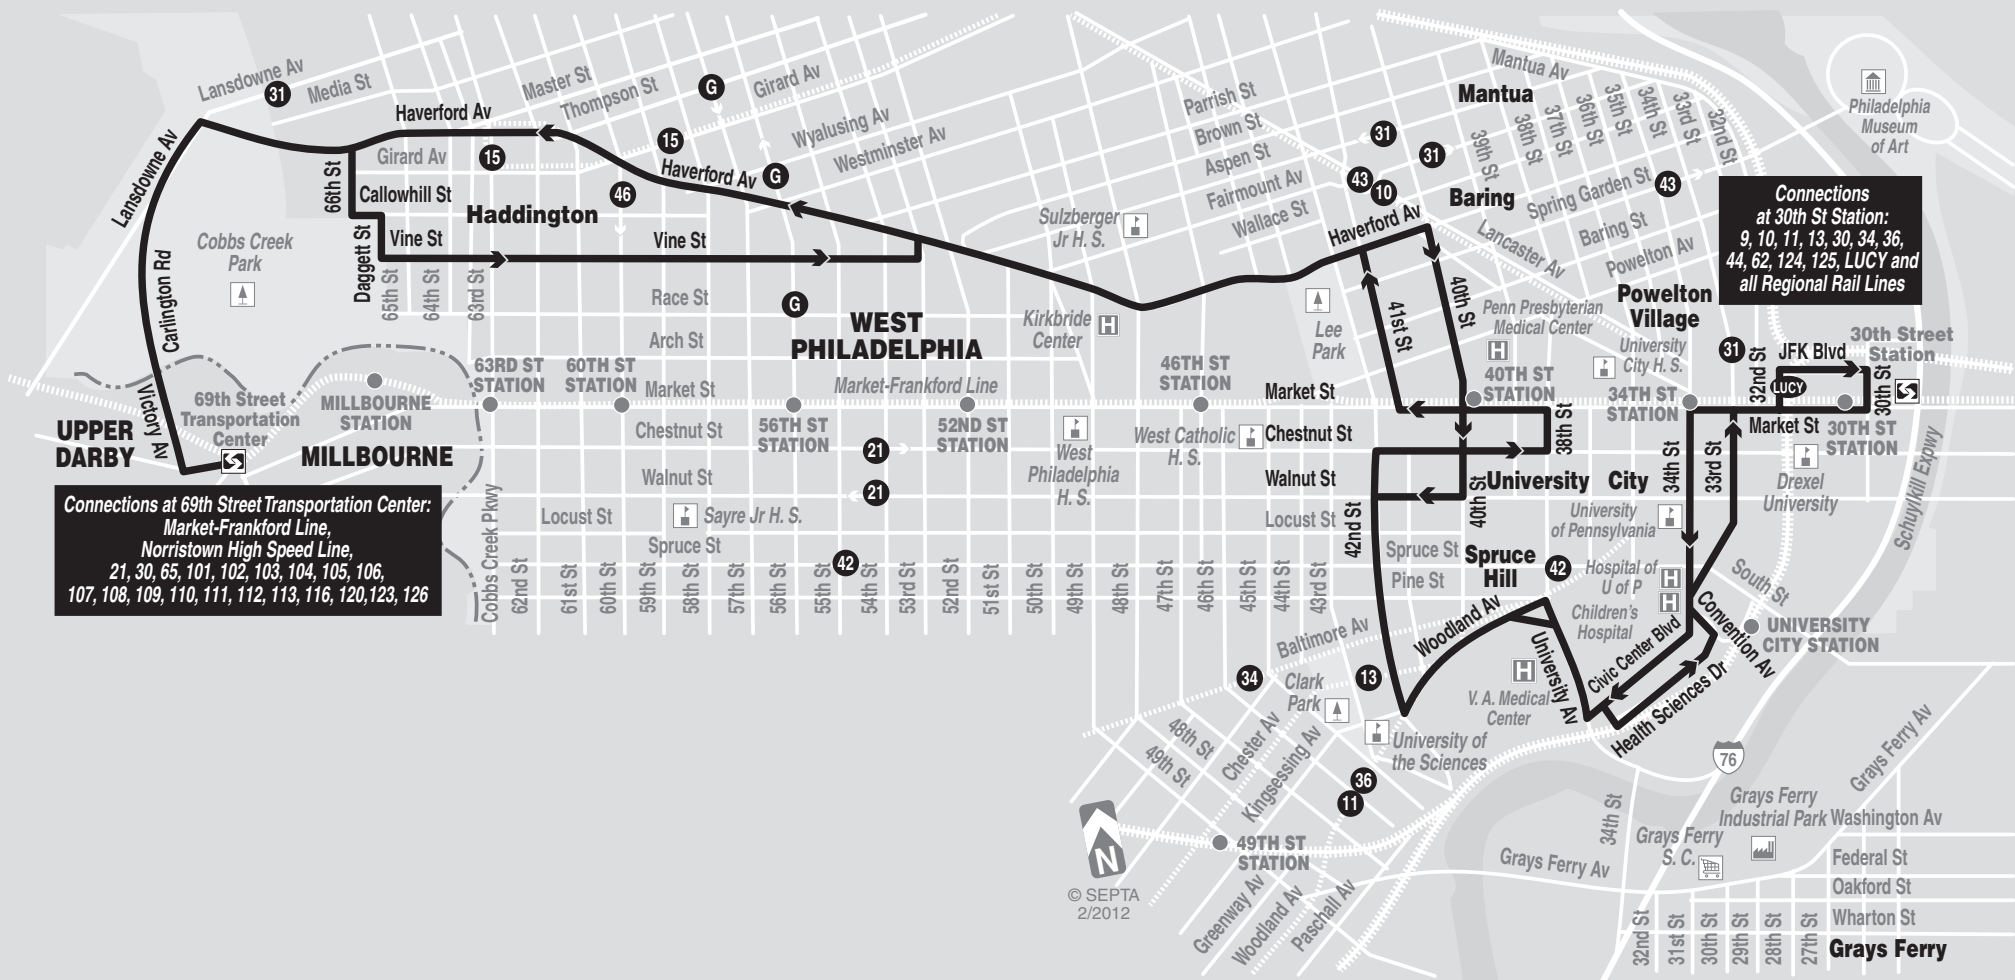 Lansdowne Av
31
Media St
Haverford Av
Master St
Thompson St
G
Girard Av
Wyalusing Av
Westminster Av
15
15
Girard Av
Haverford Av
G
46
Lansdowne Av
66th St
Callowhill St
Haddington
Daggett St
Vine St
Vine St
Cobbs Creek
Park
Carlington Rd
65th St
64th St
63rd St
Race St
G
Arch St
WEST
PHILADELPHIA
Market-Frankford Line
Victory Av
69th Street
Transportation
Center
MILLBOURNE
STATION
63RD ST
STATION
60TH ST
STATION
Market St
56TH ST
STATION
52ND ST
STATION
UPPER
DARBY
MILLBOURNE
Chestnut St
21
Walnut St
21
Connections at 69th Street Transportation Center:
Market-Frankford Line,
Norristown High Speed Line,
21, 30, 65, 101, 102, 103, 104, 105, 106,
107, 108, 109, 110, 111, 112, 113, 116, 120,123, 126
Cobbs Creek Pkwy
Locust St
Sayre Jr H. S.
Spruce St
42
62nd St
61st St
60th St
59th St
58th St
57th St
56th St
55th St
54th St
53rd St
52nd St
51st St
50th St
49th St
48th St
47th St
46th St
45th St
44th St
43rd St
Sulzberger
Jr H. S.
Kirkbride
Center
H
46TH ST
STATION
West
Philadelphia
H. S.
West Catholic
H. S.
Parrish St
Brown St
Aspen St
Fairmount Av
Wallace St
31
31
43
10
Haverford Av
Lee
Park
Mantua Av
Mantua
39th St
38th St
37th St
36th St
35th St
34th St
33rd St
32nd St
Baring
Spring Garden St
43
Lancaster Av
Baring St
Powelton Av
Powelton
Village
Philadelphia
Museum
of Art
Connections
at 30th St Station:
9, 10, 11, 13, 30, 34, 36,
44, 62, 124, 125, LUCY and
all Regional Rail Lines
41st St
40th St
Penn Presbyterian
Medical Center
H
University
City H. S.
31
32nd St
JFK Blvd
LUCY
30th Street
Station
30th St
Market St
40TH ST
STATION
34TH ST
STATION
Market St
30TH ST
STATION
Chestnut St
38th St
Walnut St
University City
34th St
33rd St
Drexel
University
Schuylkill Expwy
Locust St
42nd St
40th St
University
of Pennsylvania
Spruce St
Pine St
Spruce
Hill
42
Hospital of
U of P
H
H
Children's
Hospital
South St
UNIVERSITY
CITY STATION
Convention Av
Civic Center Blvd
Health Sciences Dr
Woodland Av
University Av
H
V. A. Medical
Center
Baltimore Av
34
Clark
Park
13
University of
the Sciences
48th St
49th St
Chester Av
Kingsessing Av
36
11
N
© SEPTA
2/2012
49TH ST
STATION
Greenway Av
Woodland Av
Paschall Av
76
Grays Ferry Av
34th St
Grays Ferry
Industrial Park
Grays Ferry
S. C.
Grays Ferry Av
Washington Av
Federal St
Oakford St
Wharton St
32nd St
31st St
30th St
29th St
28th St
27th St
Grays Ferry